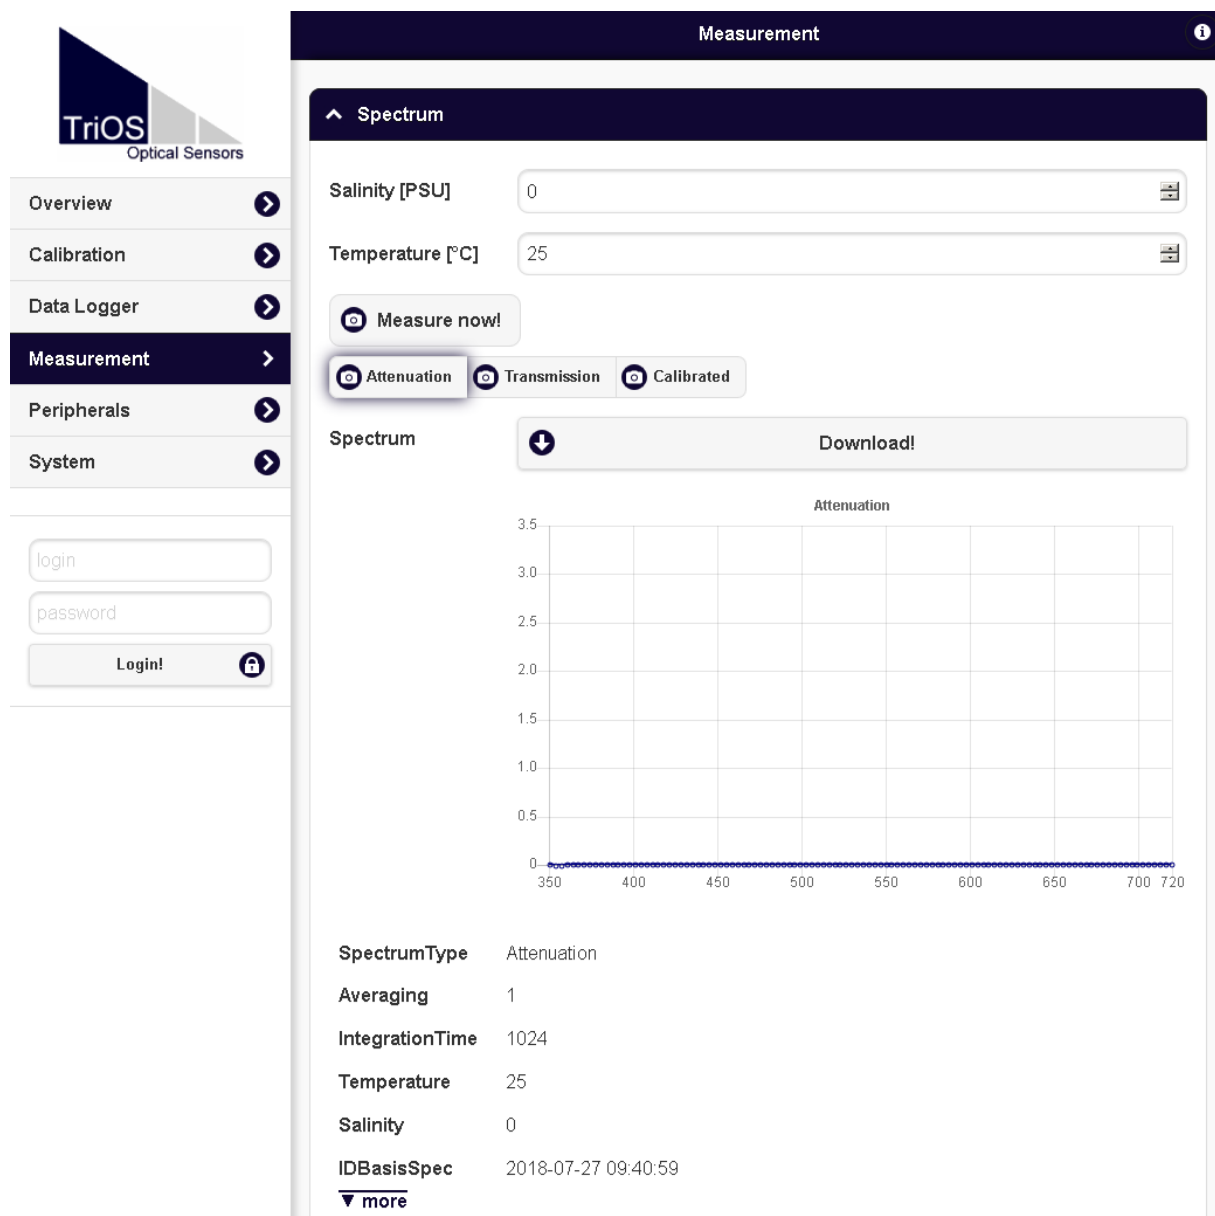 TriOS
Optical Sensors
Overview
Calibration
Data Logger
Measurement
Peripherals
System
login
password
Login!
Measurement
Spectrum
Salinity [PSU] 0
Temperature [°C] 25
Measure now!
Attenuation Transmission Calibrated
Spectrum Download!
Attenuation
3.5
3.0
2.5
2.0
1.5
1.0
0.5
0
350 400 450 500 550 600 650 700 720
SpectrumType Attenuation
Averaging 1
IntegrationTime 1024
Temperature 25
Salinity 0
IDBasisSpec 2018-07-27 09:40:59
▼ more